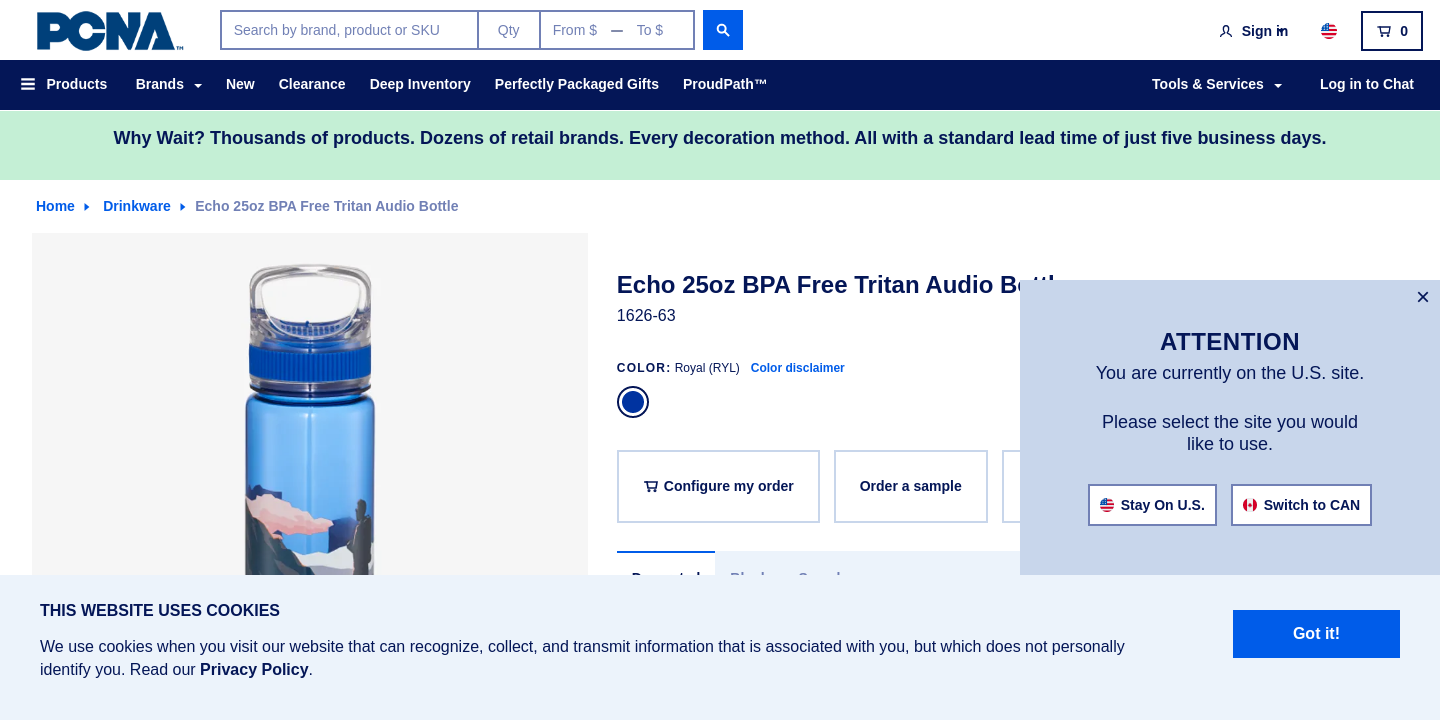 PCNA™
Search by brand, product or SKU
Qty
From $ — To $
Sign in
0
Products
Brands
New
Clearance
Deep Inventory
Perfectly Packaged Gifts
ProudPath™
Tools & Services
Log in to Chat
Why Wait? Thousands of products. Dozens of retail brands. Every decoration method. All with a standard lead time of just five business days.
Home
Drinkware
Echo 25oz BPA Free Tritan Audio Bottle
Echo 25oz BPA Free Tritan Audio Bottle
1626-63
COLOR: Royal (RYL)
Color disclaimer
Configure my order
Order a sample
×
ATTENTION
You are currently on the U.S. site.
Please select the site you would
like to use.
Stay On U.S.
Switch to CAN
THIS WEBSITE USES COOKIES
We use cookies when you visit our website that can recognize, collect, and transmit information that is associated with you, but which does not personally
identify you. Read our Privacy Policy.
Got it!